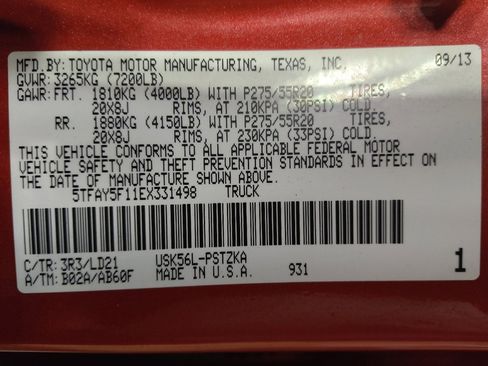 MFD.BY: TOYOTA MOTOR MANUFACTURING, TEXAS, INC. 09/13
GVWR: 3265KG (7200LB)
GAWR: FRT. 1810KG (4000LB) WITH P275/55R20 TIRES,
20X8J RIMS, AT 210KPA (30PSI) COLD.
RR. 1880KG (4150LB) WITH P275/55R20 TIRES,
20X8J RIMS, AT 230KPA (33PSI) COLD.
THIS VEHICLE CONFORMS TO ALL APPLICABLE FEDERAL MOTOR
VEHICLE SAFETY AND THEFT PREVENTION STANDARDS IN EFFECT ON
THE DATE OF MANUFACTURE SHOWN ABOVE.
5TFAY5F11EX331498 TRUCK
C/TR: 3R3/LD21 USK56L-PSTZKA
A/TM: B02A/AB60F MADE IN U.S.A. 931 1